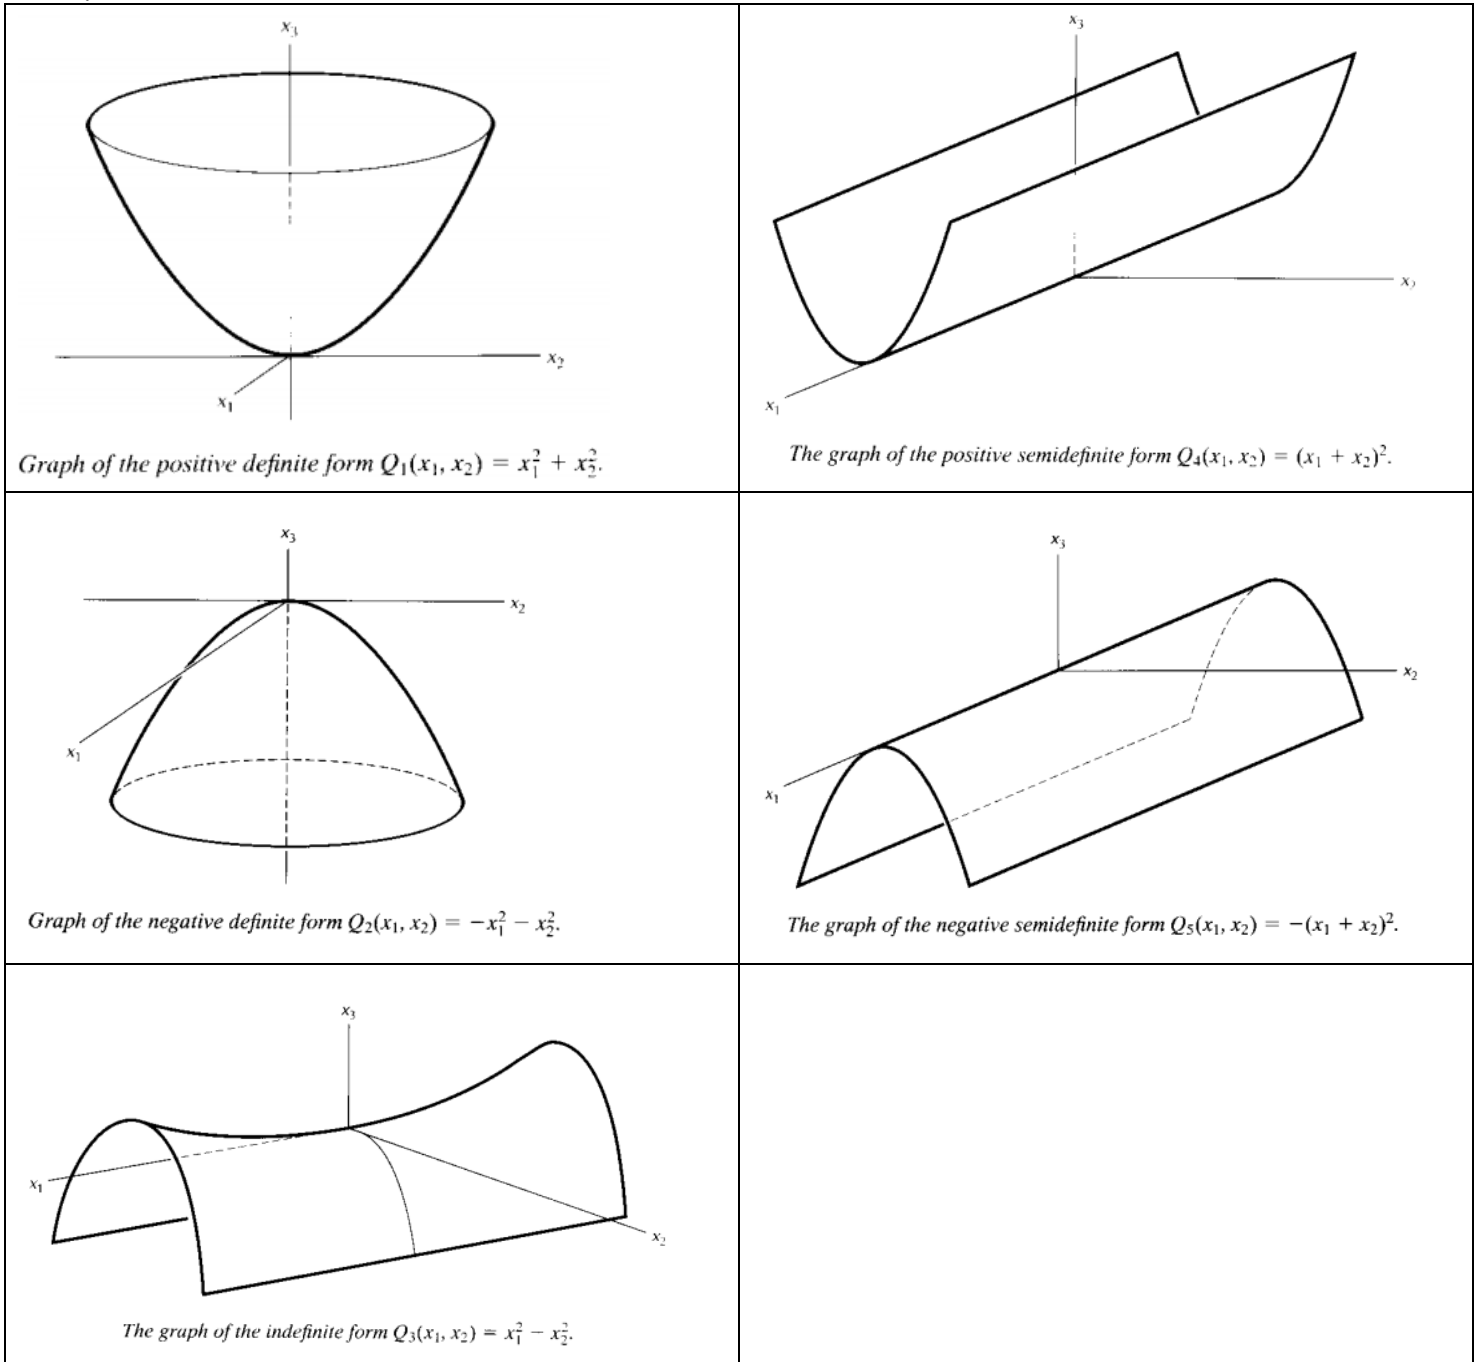 x₃
x₂
x₁
Graph of the positive definite form Q₁(x₁, x₂) = x₁² + x₂².
x₃
x₂
x₁
The graph of the positive semidefinite form Q₄(x₁, x₂) = (x₁ + x₂)².
x₃
x₂
x₁
Graph of the negative definite form Q₂(x₁, x₂) = −x₁² − x₂².
x₃
x₂
x₁
The graph of the negative semidefinite form Q₅(x₁, x₂) = −(x₁ + x₂)².
x₃
x₁
x₂
The graph of the indefinite form Q₃(x₁, x₂) = x₁² − x₂².